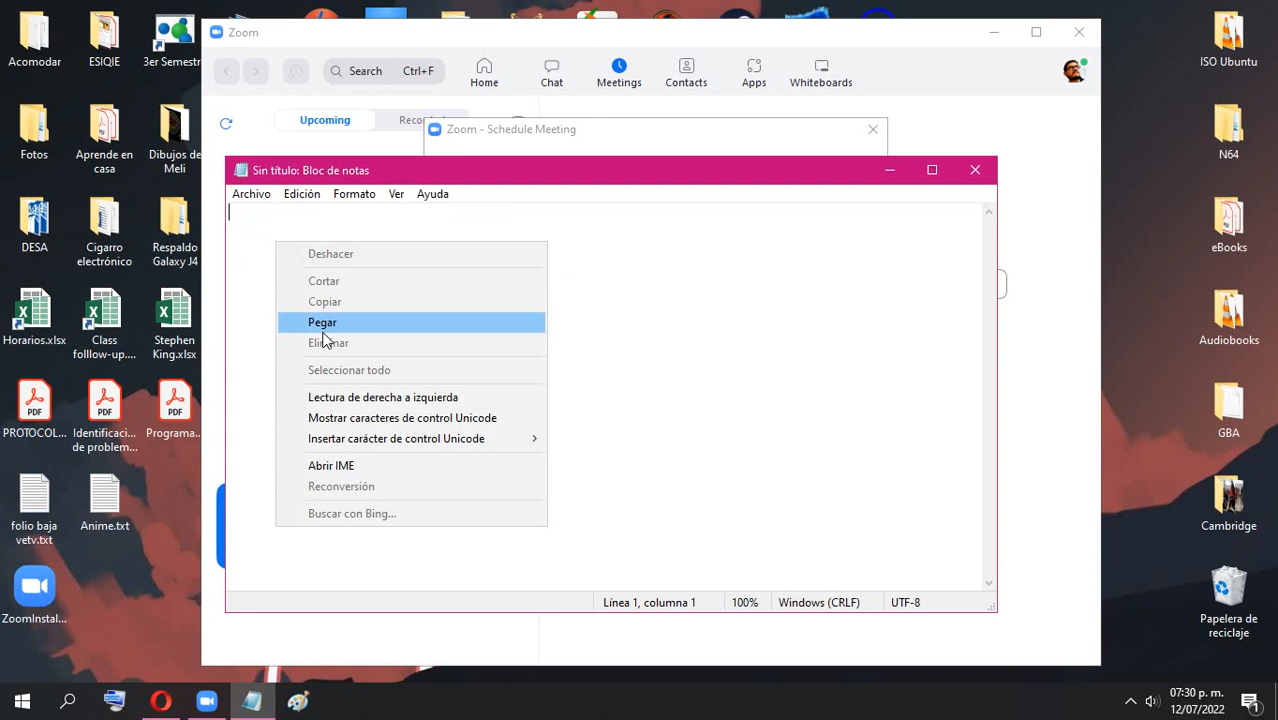 Acomodar
ESIQIE
3er Semestr
Fotos
Aprende en
casa
Dibujos de
Meli
DESA
Cigarro
electrónico
Respaldo
Galaxy J4
Horarios.xlsx
Class
folllow-up....
Stephen
King.xlsx
PDF
PROTOCOL...
PDF
Identificaci...
de problem...
PDF
Programa...
folio baja
vetv.txt
Anime.txt
ZoomInstal...
Zoom
Search
Ctrl+F
Home
Chat
Meetings
Contacts
Apps
Whiteboards
Upcoming
Zoom - Schedule Meeting
Sin título: Bloc de notas
Archivo
Edición
Formato
Ver
Ayuda
Deshacer
Cortar
Copiar
Pegar
Eliminar
Seleccionar todo
Lectura de derecha a izquierda
Mostrar caracteres de control Unicode
Insertar carácter de control Unicode
Abrir IME
Reconversión
Buscar con Bing...
Línea 1, columna 1
100%
Windows (CRLF)
UTF-8
ISO Ubuntu
N64
eBooks
Audiobooks
GBA
Cambridge
Papelera de
reciclaje
07:30 p. m.
12/07/2022
1